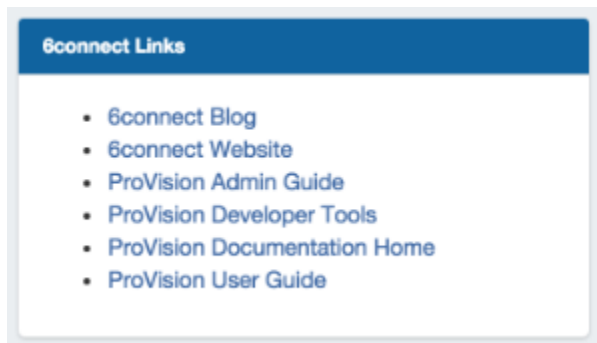 6connect Links
6connect Blog
6connect Website
ProVision Admin Guide
ProVision Developer Tools
ProVision Documentation Home
ProVision User Guide